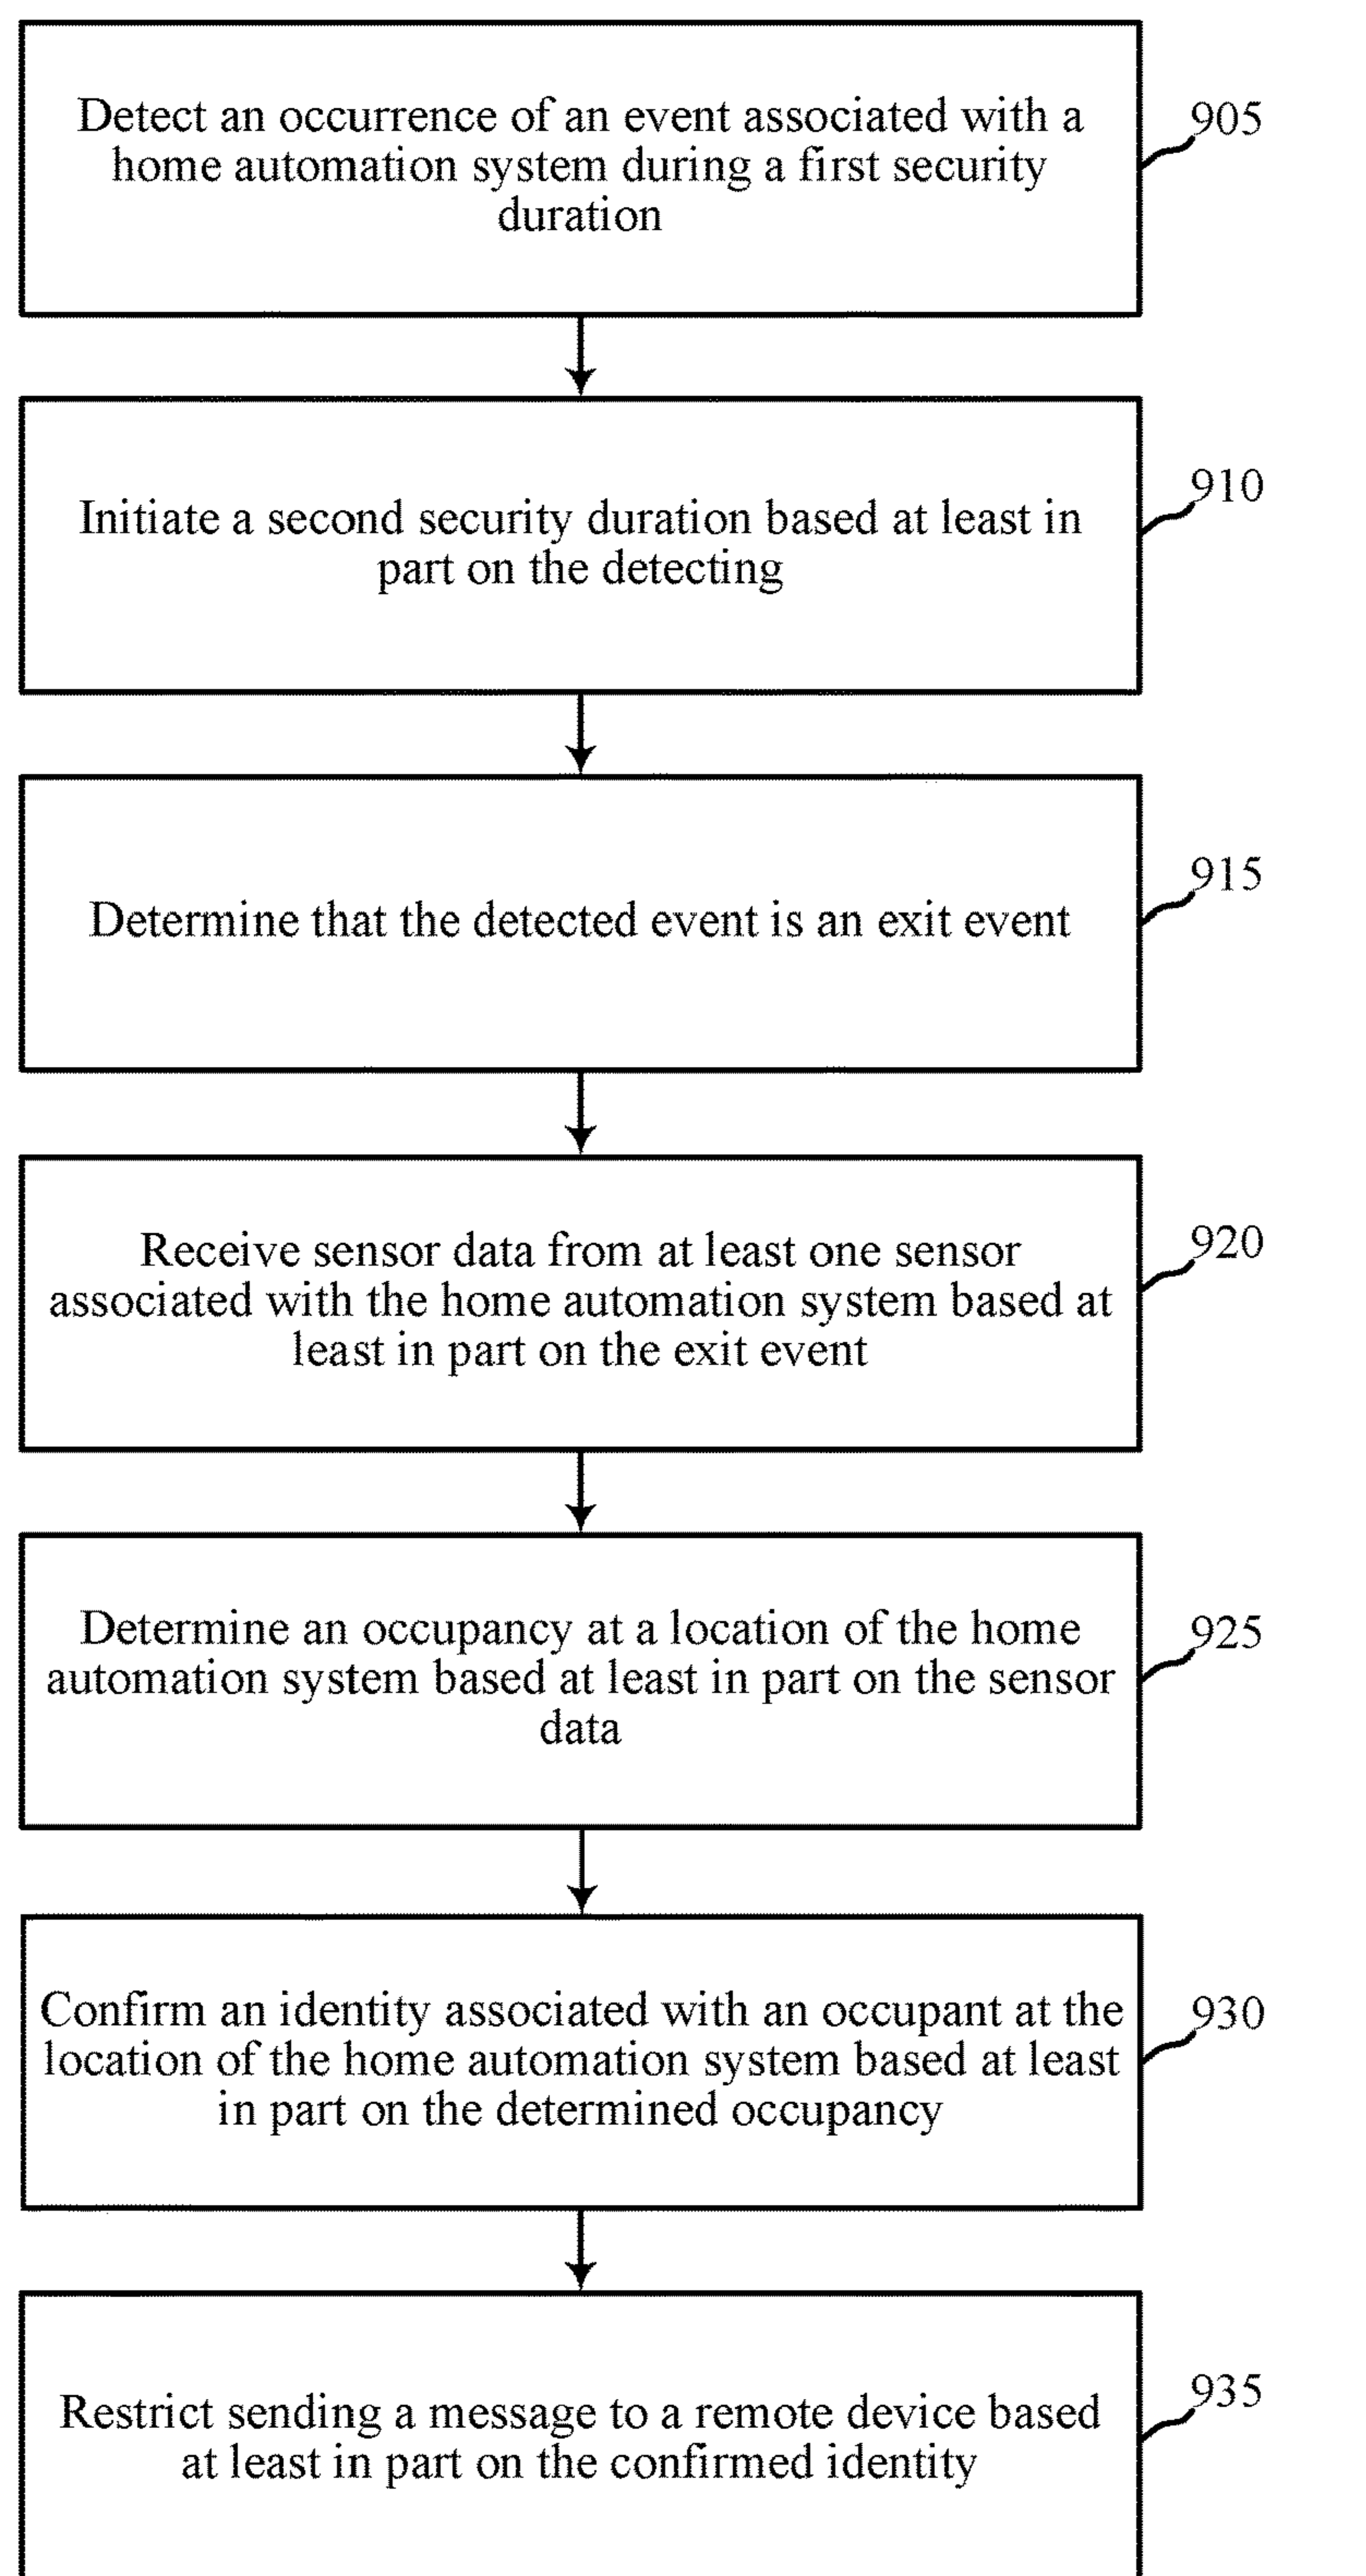 Detect an occurrence of an event associated with a
home automation system during a first security
duration
905
Initiate a second security duration based at least in
part on the detecting
910
Determine that the detected event is an exit event
915
Receive sensor data from at least one sensor
associated with the home automation system based at
least in part on the exit event
920
Determine an occupancy at a location of the home
automation system based at least in part on the sensor
data
925
Confirm an identity associated with an occupant at the
location of the home automation system based at least
in part on the determined occupancy
930
Restrict sending a message to a remote device based
at least in part on the confirmed identity
935